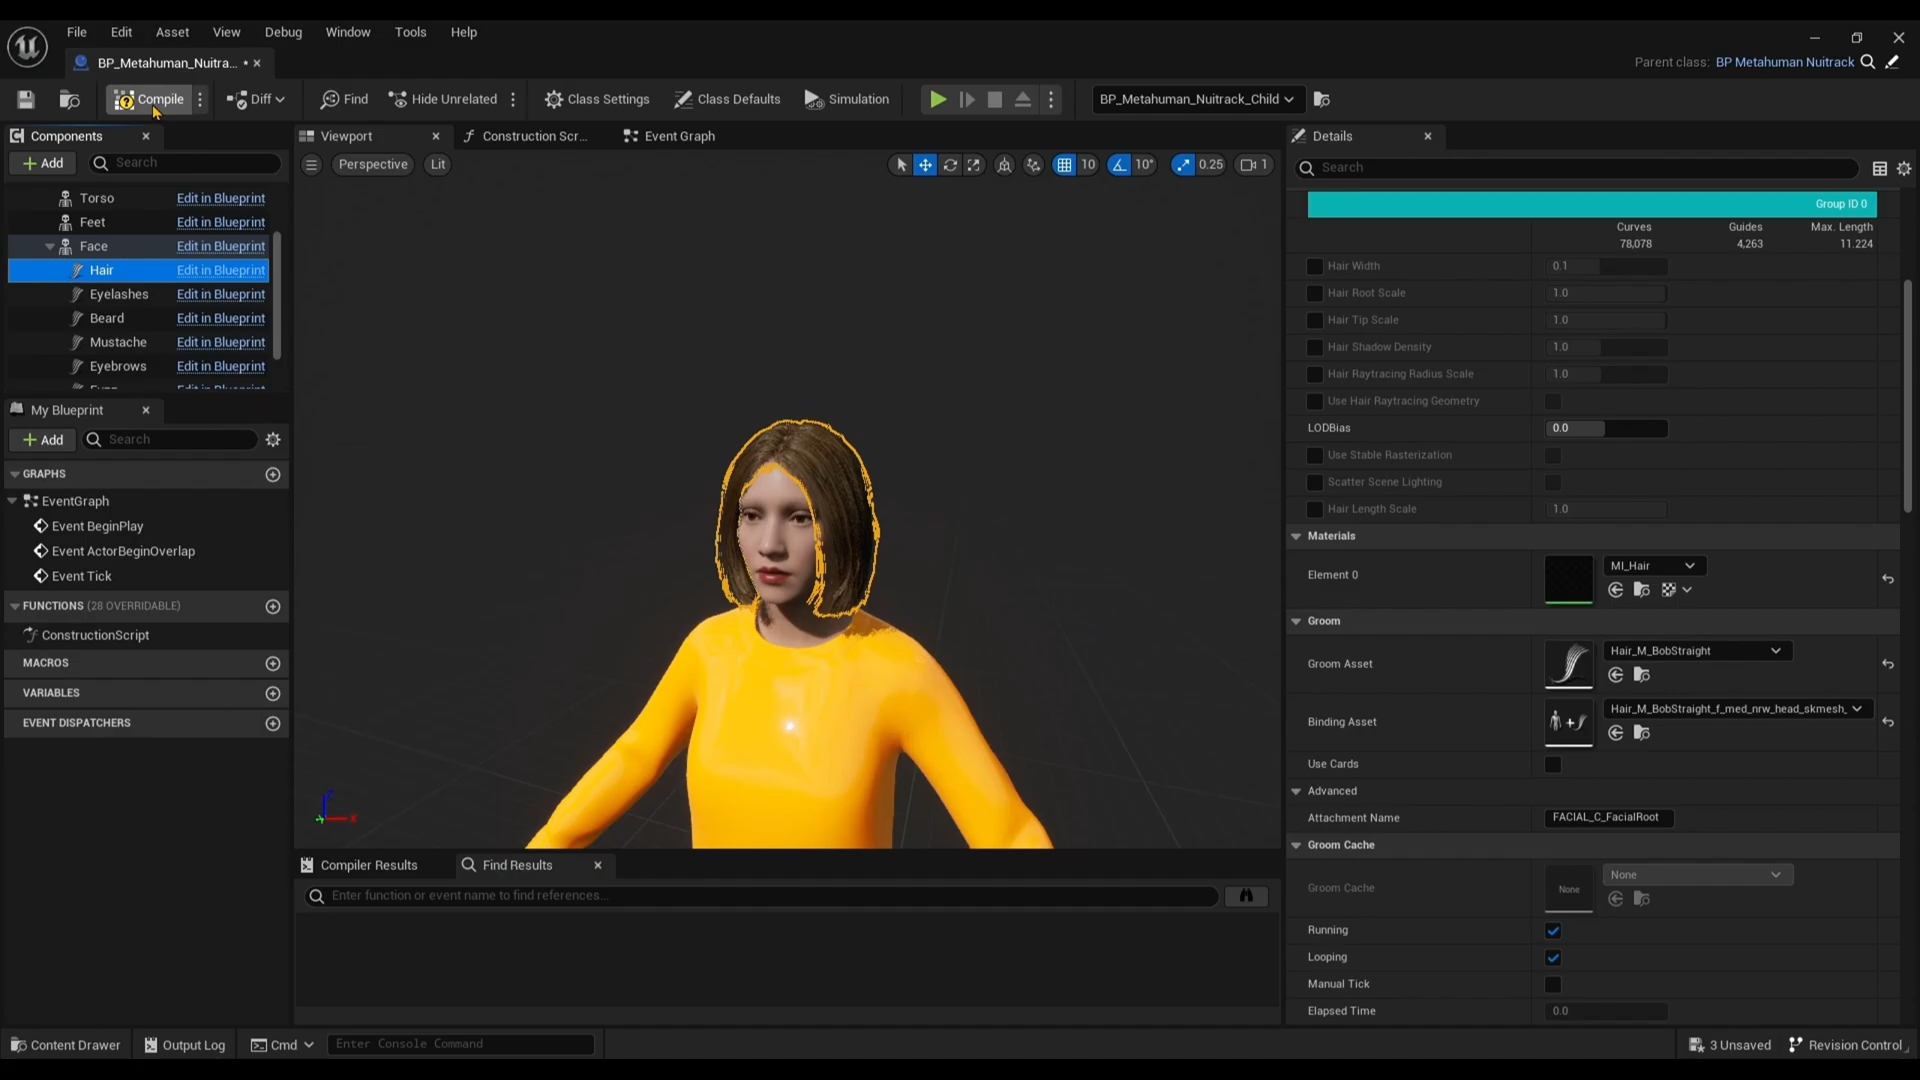 File Edit Asset View Debug Window Tools Help
BP_Metahuman_Nuitra... •
Parent class: BP Metahuman Nuitrack
Compile Diff Find Hide Unrelated Class Settings Class Defaults Simulation BP_Metahuman_Nuitrack_Child
Components
+ Add Search
Torso Edit in Blueprint
Feet Edit in Blueprint
Face Edit in Blueprint
Hair Edit in Blueprint
Eyelashes Edit in Blueprint
Beard Edit in Blueprint
Mustache Edit in Blueprint
Eyebrows Edit in Blueprint
My Blueprint
+ Add Search
GRAPHS
EventGraph
Event BeginPlay
Event ActorBeginOverlap
Event Tick
FUNCTIONS (28 OVERRIDABLE)
ConstructionScript
MACROS
VARIABLES
EVENT DISPATCHERS
Viewport Construction Scr... Event Graph
Perspective Lit 10 10° 0.25 1
Z
X
Compiler Results Find Results
Enter function or event name to find references...
Details
Search
Group ID 0
Curves Guides Max. Length
78,078 4,263 11.224
Hair Width 0.1
Hair Root Scale 1.0
Hair Tip Scale 1.0
Hair Shadow Density 1.0
Hair Raytracing Radius Scale 1.0
Use Hair Raytracing Geometry
LODBias 0.0
Use Stable Rasterization
Scatter Scene Lighting
Hair Length Scale 1.0
Materials
Element 0 MI_Hair
Groom
Groom Asset Hair_M_BobStraight
Binding Asset Hair_M_BobStraight_f_med_nrw_head_skmesh_
Use Cards
Advanced
Attachment Name FACIAL_C_FacialRoot
Groom Cache
Groom Cache None None
Running
Looping
Manual Tick
Elapsed Time 0.0
Content Drawer Output Log Cmd Enter Console Command 3 Unsaved Revision Control